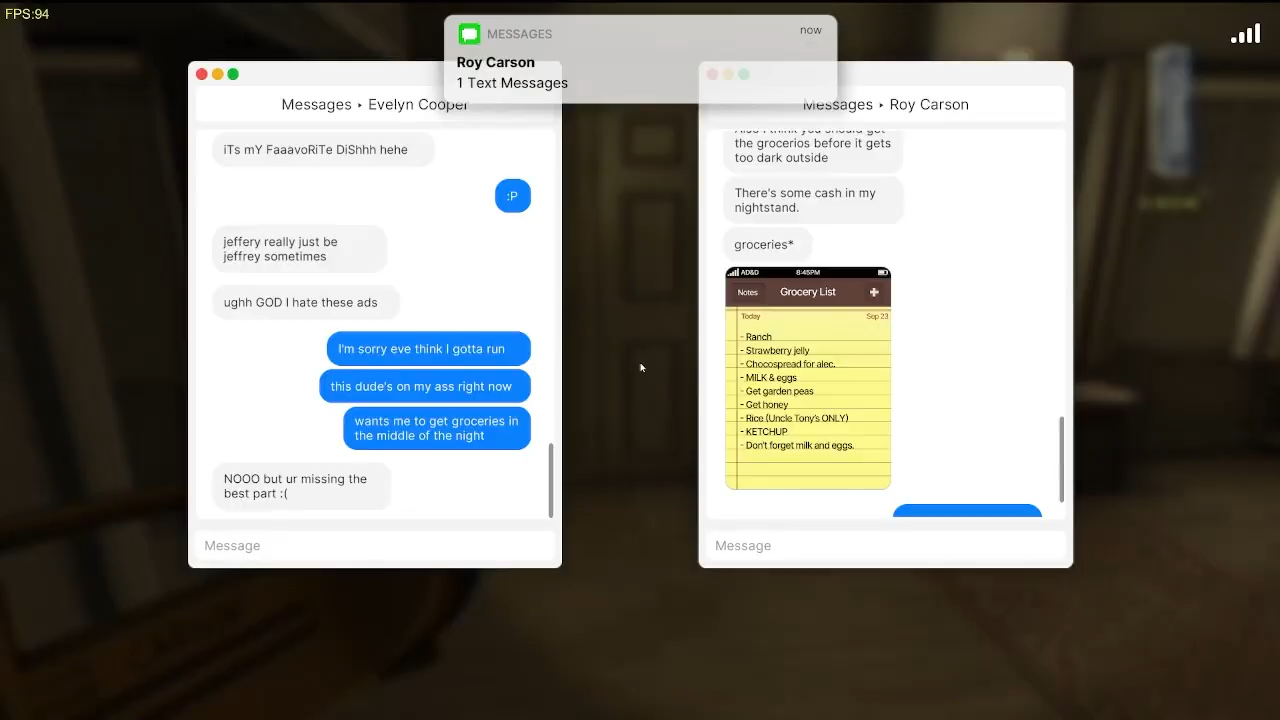 FPS:94
MESSAGES
now
Roy Carson
1 Text Messages
Messages ▸ Evelyn Cooper
iTs mY FaaavoRiTe DiShhh hehe
:P
jeffery really just be
jeffrey sometimes
ughh GOD I hate these ads
I'm sorry eve think I gotta run
this dude's on my ass right now
wants me to get groceries in
the middle of the night
NOOO but ur missing the
best part :(
Message
Messages ▸ Roy Carson
Also I think you should get
the grocerios before it gets
too dark outside
There's some cash in my
nightstand.
groceries*
AD&D 8:45PM
Notes Grocery List +
Today Sep 23
- Ranch
- Strawberry jelly
- Chocospread for alec.
- MILK & eggs
- Get garden peas
- Get honey
- Rice (Uncle Tony's ONLY)
- KETCHUP
- Don't forget milk and eggs.
Message